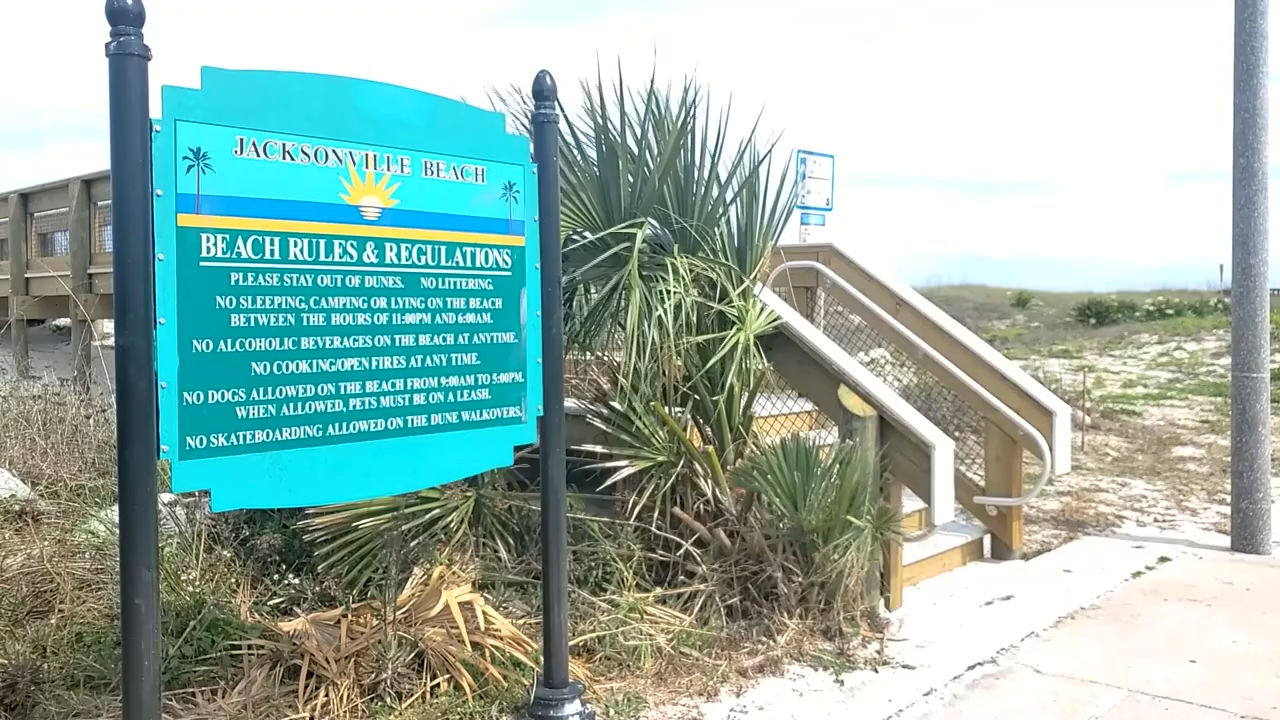 JACKSONVILLE BEACH
BEACH RULES & REGULATIONS
PLEASE STAY OUT OF DUNES. NO LITTERING.
NO SLEEPING, CAMPING OR LYING ON THE BEACH
BETWEEN THE HOURS OF 11:00PM AND 6:00AM.
NO ALCOHOLIC BEVERAGES ON THE BEACH AT ANYTIME.
NO COOKING/OPEN FIRES AT ANY TIME.
NO DOGS ALLOWED ON THE BEACH FROM 9:00AM TO 5:00PM.
WHEN ALLOWED, PETS MUST BE ON A LEASH.
NO SKATEBOARDING ALLOWED ON THE DUNE WALKOVERS.